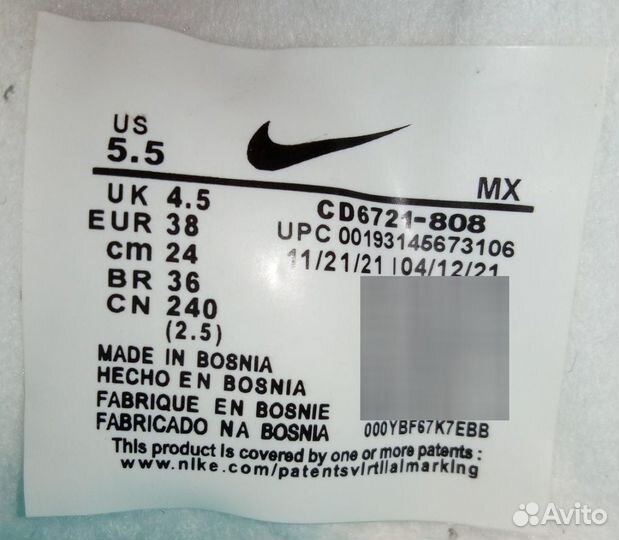 US
5.5
MX
UK 4.5
EUR 38
cm 24
BR 36
CN 240
(2.5)
CD6721-808
UPC 00193145673106
11/21/21 | 04/12/21
MADE IN BOSNIA
HECHO EN BOSNIA
FABRIQUE EN BOSNIE
FABRICADO NA BOSNIA
000YBF67K7EBB
This product is covered by one or more patents :
www.nike.com/patentsvirtualmarking
Avito